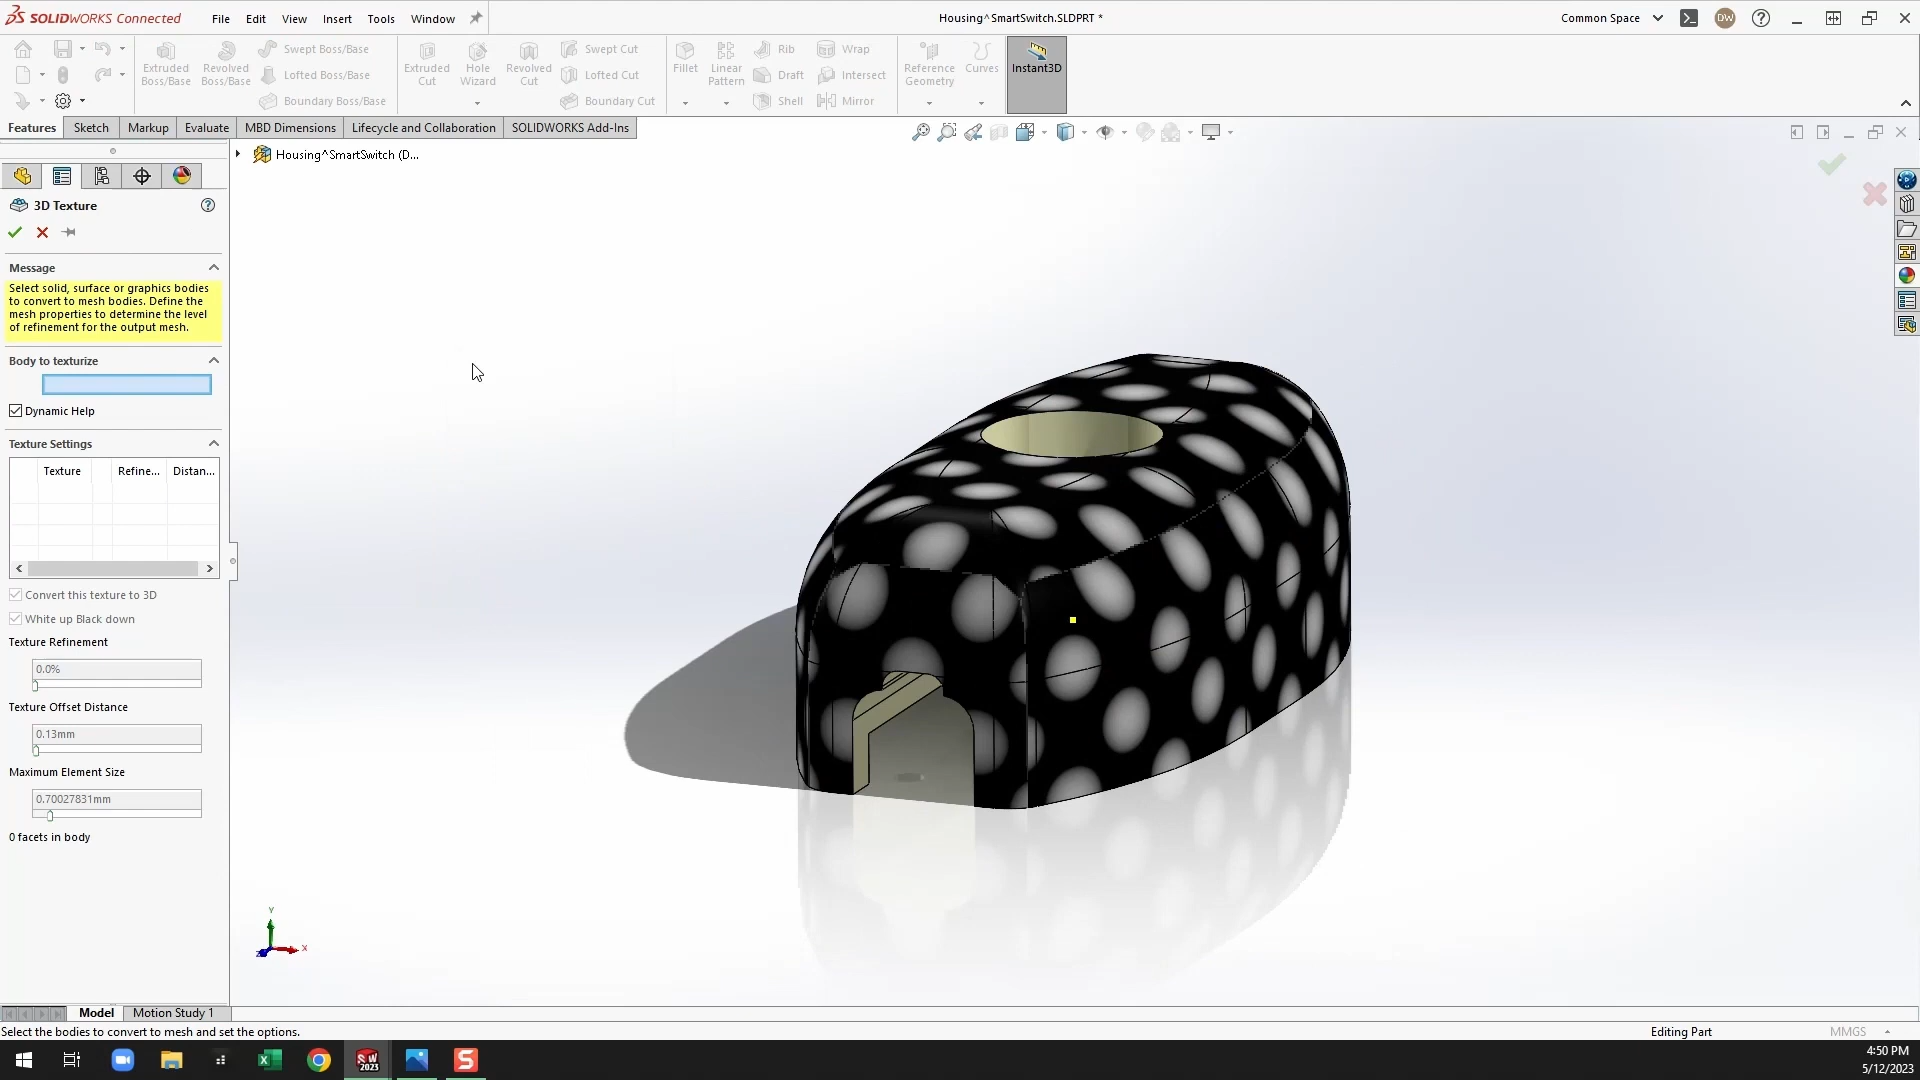 SOLIDWORKS Connected
File Edit View Insert Tools Window
Housing^SmartSwitch.SLDPRT *
Common Space
DW
Extruded Boss/Base
Revolved Boss/Base
Swept Boss/Base
Lofted Boss/Base
Boundary Boss/Base
Extruded Cut
Hole Wizard
Revolved Cut
Swept Cut
Lofted Cut
Boundary Cut
Fillet
Linear Pattern
Rib
Draft
Shell
Wrap
Intersect
Mirror
Reference Geometry
Curves
Instant3D
Features Sketch Markup Evaluate MBD Dimensions Lifecycle and Collaboration SOLIDWORKS Add-Ins
Housing^SmartSwitch (D...
3D Texture
Message
Select solid, surface or graphics bodies
to convert to mesh bodies. Define the
mesh properties to determine the level
of refinement for the output mesh.
Body to texturize
Dynamic Help
Texture Settings
Texture Refine... Distan...
Convert this texture to 3D
White up Black down
Texture Refinement
0.0%
Texture Offset Distance
0.13mm
Maximum Element Size
0.70027831mm
0 facets in body
Y
X
Z
Model Motion Study 1
Select the bodies to convert to mesh and set the options.
Editing Part
MMGS
SW
2023
S
4:50 PM
5/12/2023